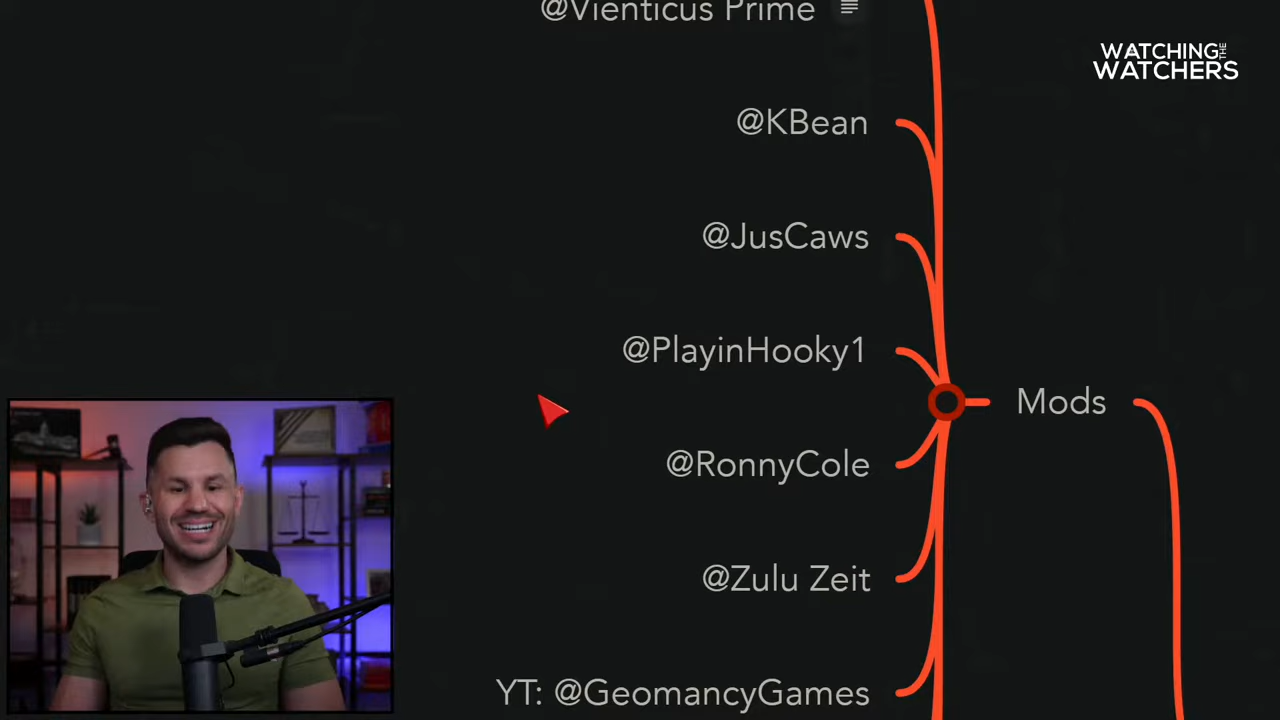 @Vienticus Prime
WATCHING THE
WATCHERS
@KBean
@JusCaws
@PlayinHooky1
Mods
@RonnyCole
@Zulu Zeit
YT: @GeomancyGames